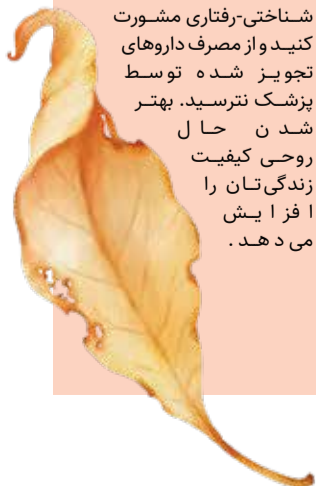 شناختی-رفتاری مشورت
کنید و از مصرف داروهای
تجویز شده توسط
پزشک نترسید. بهتر
شدن حال
روحی کیفیت
زندگی‌تان را
افزایش
می‌دهد.